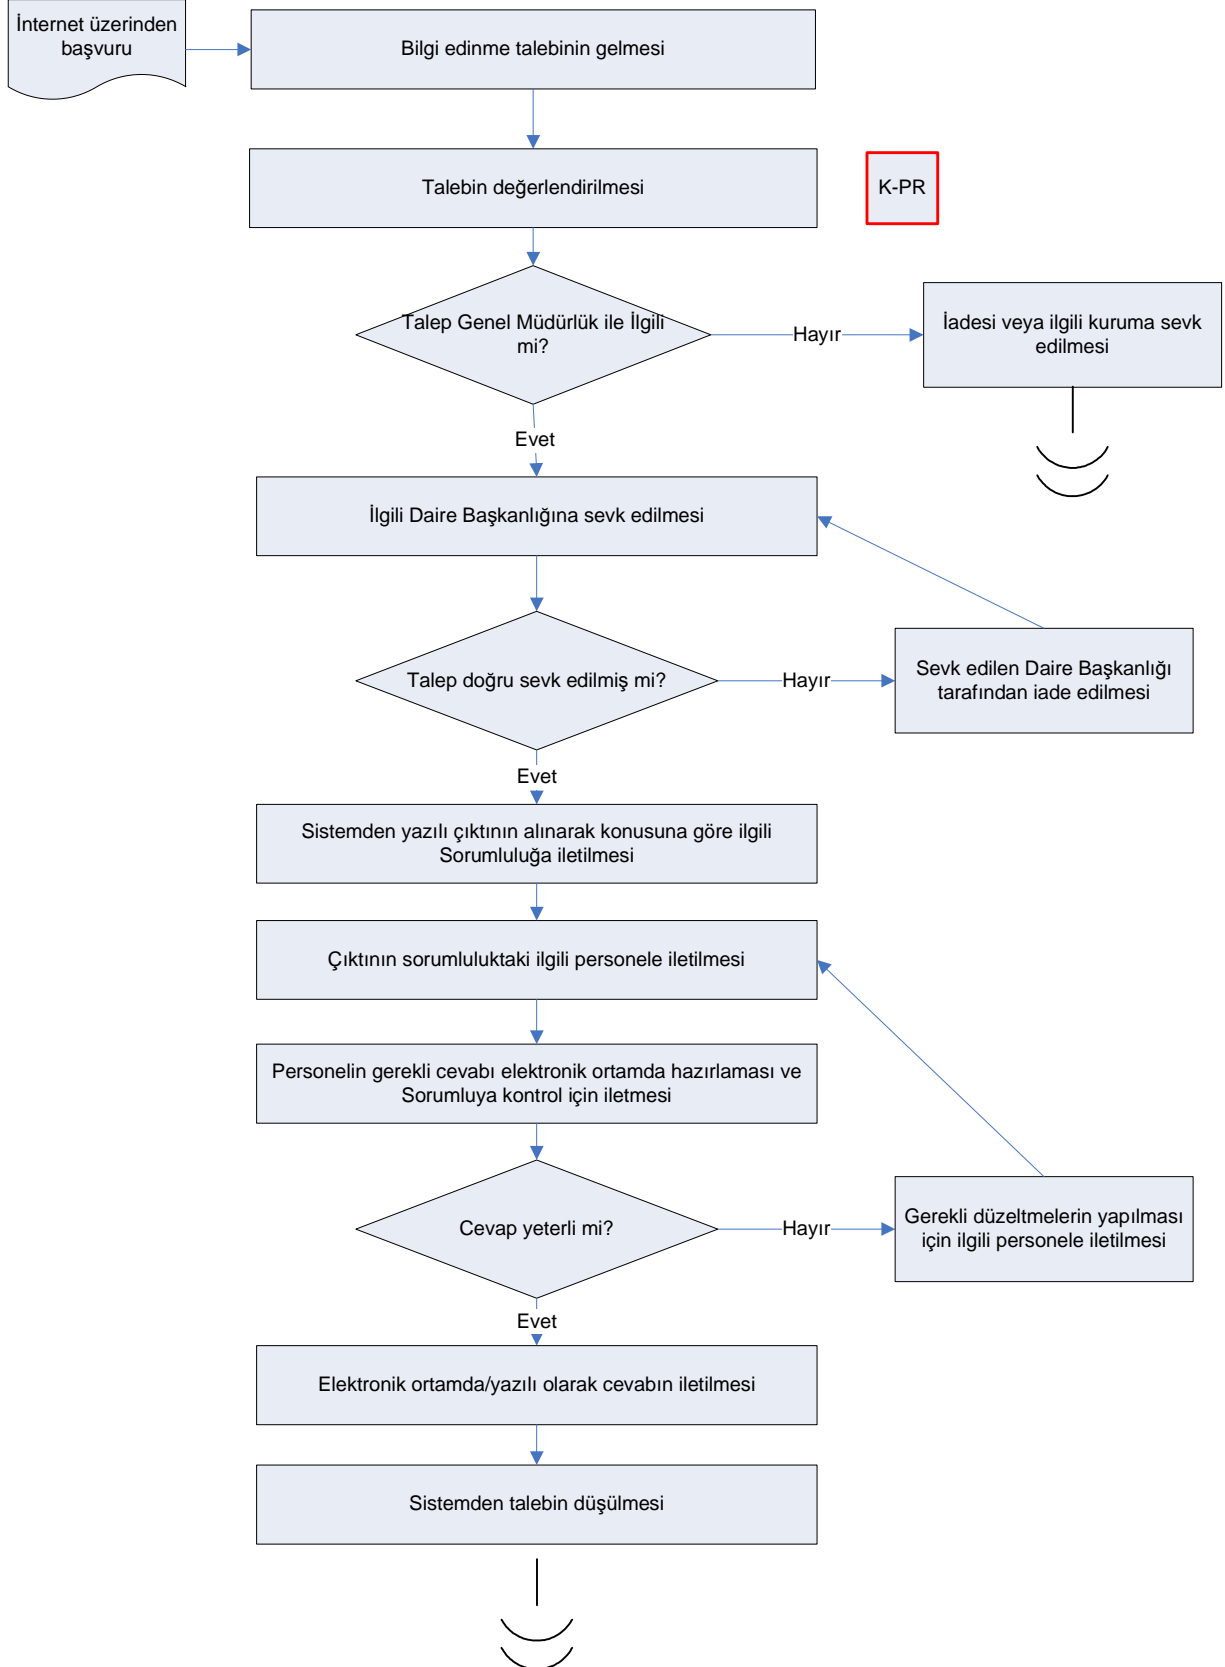 İnternet üzerinden
başvuru
Bilgi edinme talebinin gelmesi
Talebin değerlendirilmesi
K-PR
Talep Genel Müdürlük ile İlgili
mi?
Hayır
İadesi veya ilgili kuruma sevk
edilmesi
Evet
İlgili Daire Başkanlığına sevk edilmesi
Talep doğru sevk edilmiş mi?
Hayır
Sevk edilen Daire Başkanlığı
tarafından iade edilmesi
Evet
Sistemden yazılı çıktının alınarak konusuna göre ilgili
Sorumluluğa iletilmesi
Çıktının sorumluluktaki ilgili personele iletilmesi
Personelin gerekli cevabı elektronik ortamda hazırlaması ve
Sorumluya kontrol için iletmesi
Cevap yeterli mi?
Hayır
Gerekli düzeltmelerin yapılması
için ilgili personele iletilmesi
Evet
Elektronik ortamda/yazılı olarak cevabın iletilmesi
Sistemden talebin düşülmesi